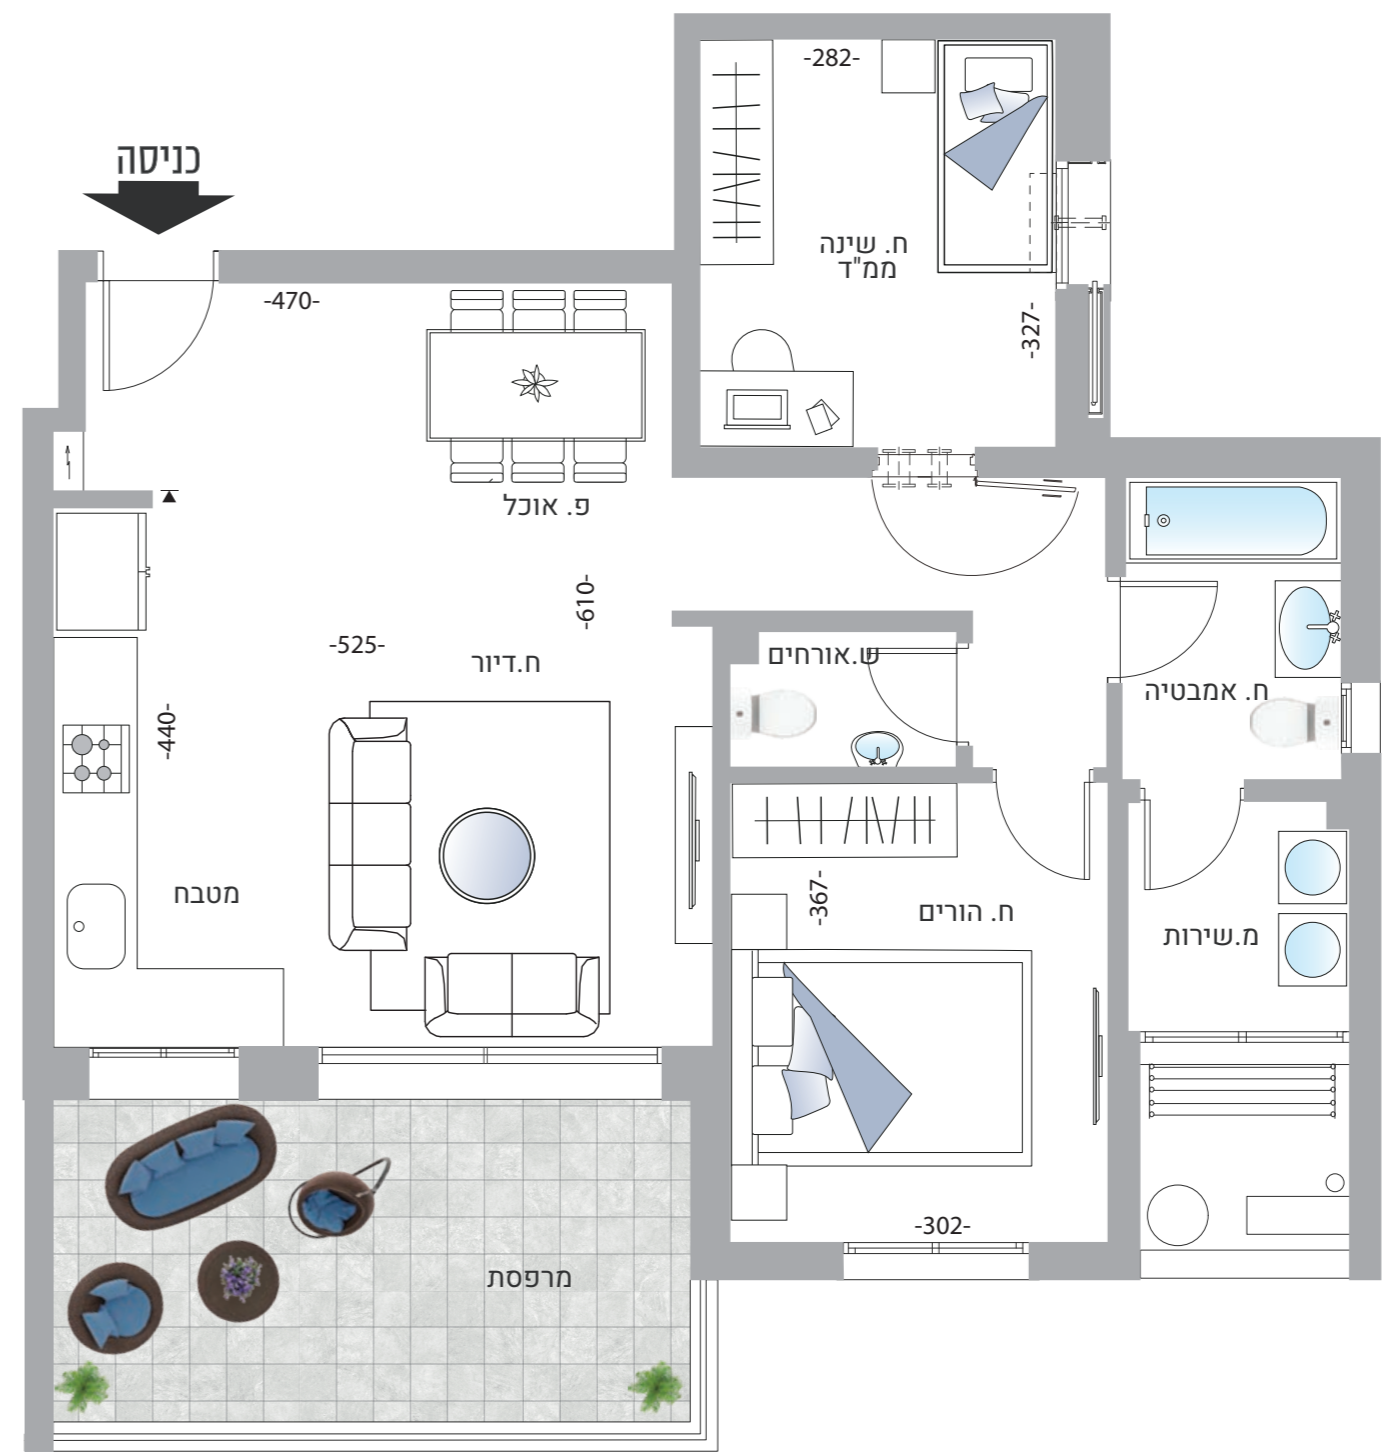 -282-
כניסה
ח. שינה
ממ"ד
-470-
-327-
פ. אוכל
-610-
-525-
ח.דיור
ש.אורחים
ח. אמבטיה
-440-
מטבח
-367-
ח. הורים
מ.שירות
-302-
מרפסת